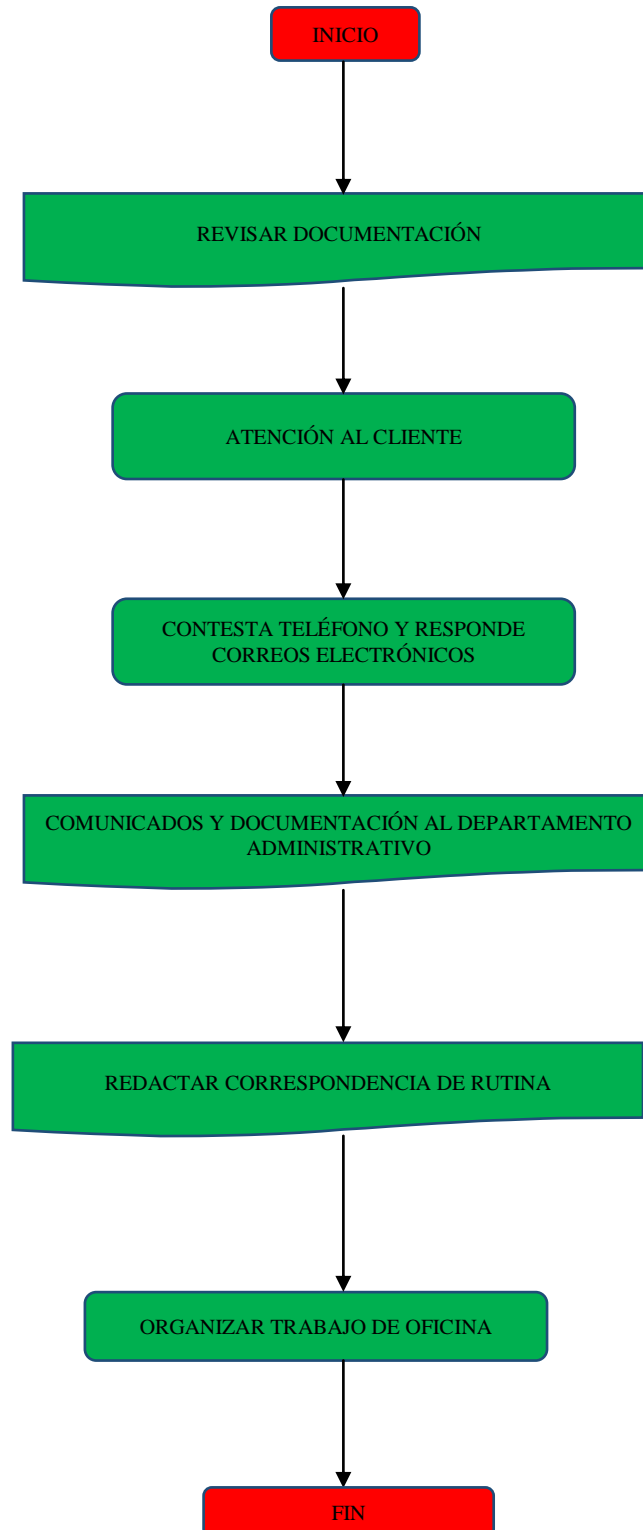 INICIO
REVISAR DOCUMENTACIÓN
ATENCIÓN AL CLIENTE
CONTESTA TELÉFONO Y RESPONDE
CORREOS ELECTRÓNICOS
COMUNICADOS Y DOCUMENTACIÓN AL DEPARTAMENTO
ADMINISTRATIVO
REDACTAR CORRESPONDENCIA DE RUTINA
ORGANIZAR TRABAJO DE OFICINA
FIN